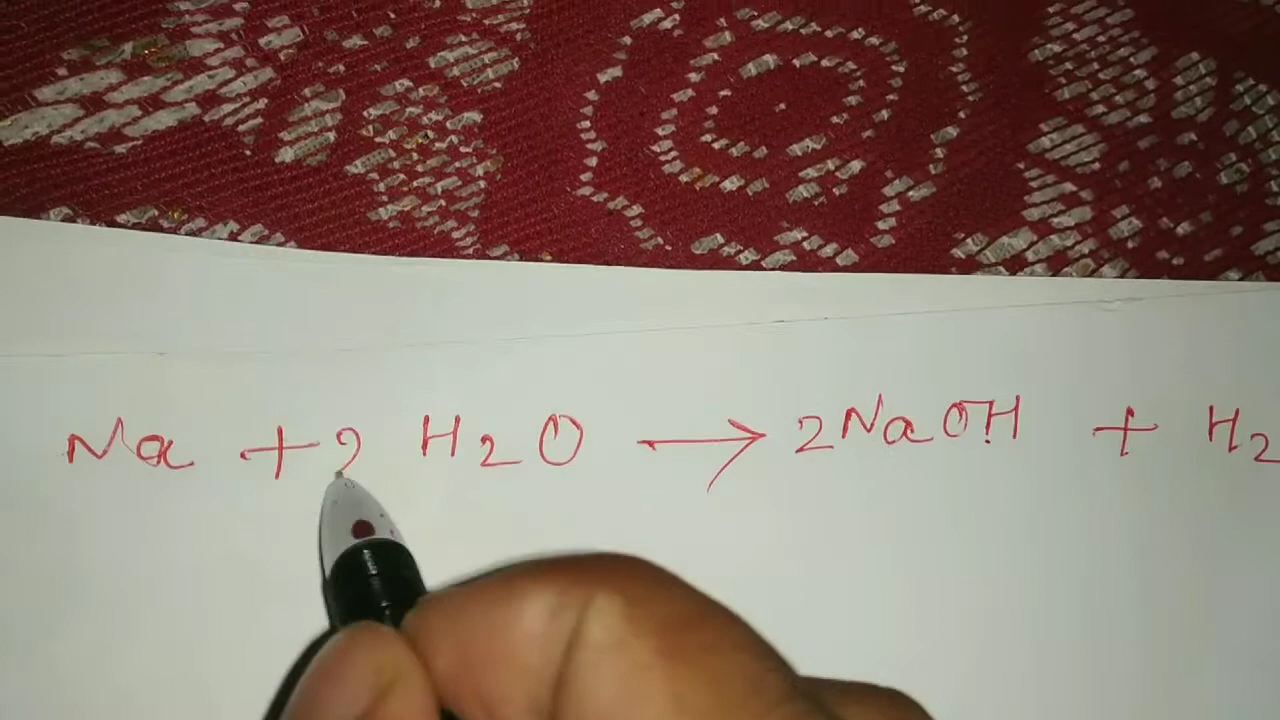 Na + 2 H2O → 2NaOH + H2